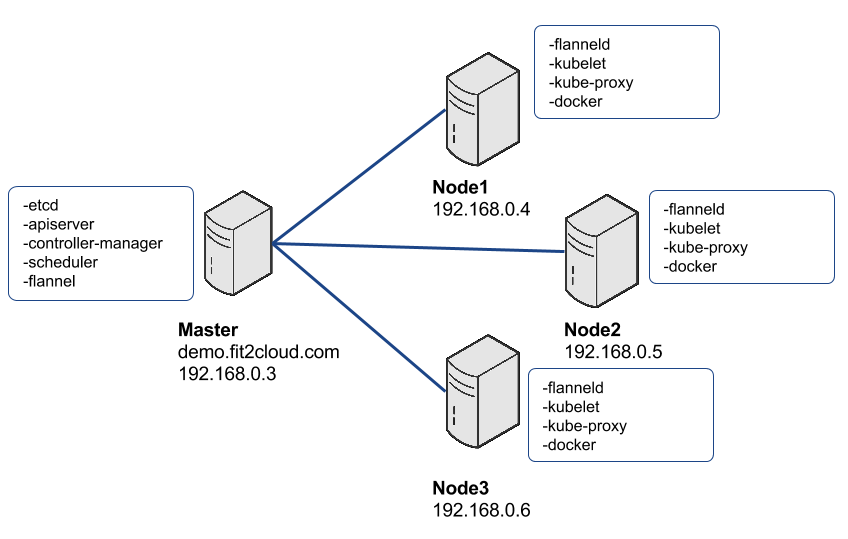 -flanneld
-kubelet
-kube-proxy
-docker
Node1
192.168.0.4
-etcd
-apiserver
-controller-manager
-scheduler
-flannel
Master
demo.fit2cloud.com
192.168.0.3
-flanneld
-kubelet
-kube-proxy
-docker
Node2
192.168.0.5
-flanneld
-kubelet
-kube-proxy
-docker
Node3
192.168.0.6